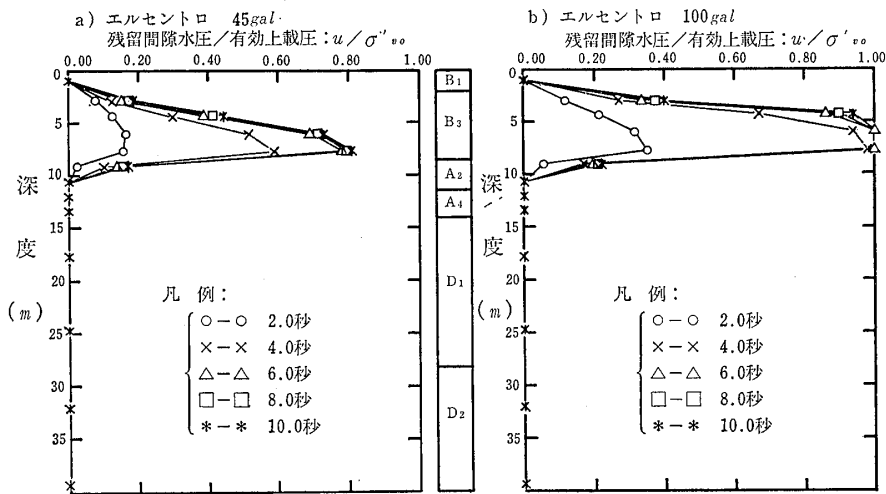 a) エルセントロ 45gal
残留間隙水圧/有効上載圧:u/σ'vo
0.00 0.20 0.40 0.60 0.80 1.00
0
5
10
15
20
25
30
35
深
度
(m)
凡 例:
○-○ 2.0秒
×-× 4.0秒
△-△ 6.0秒
□-□ 8.0秒
*-* 10.0秒
B1
B3
A2
A4
D1
D2
b) エルセントロ 100gal
残留間隙水圧/有効上載圧:u/σ'vo
0.00 0.20 0.40 0.60 0.80 1.00
0
5
10
15
20
25
30
35
深
度
(m)
凡 例:
○-○ 2.0秒
×-× 4.0秒
△-△ 6.0秒
□-□ 8.0秒
*-* 10.0秒